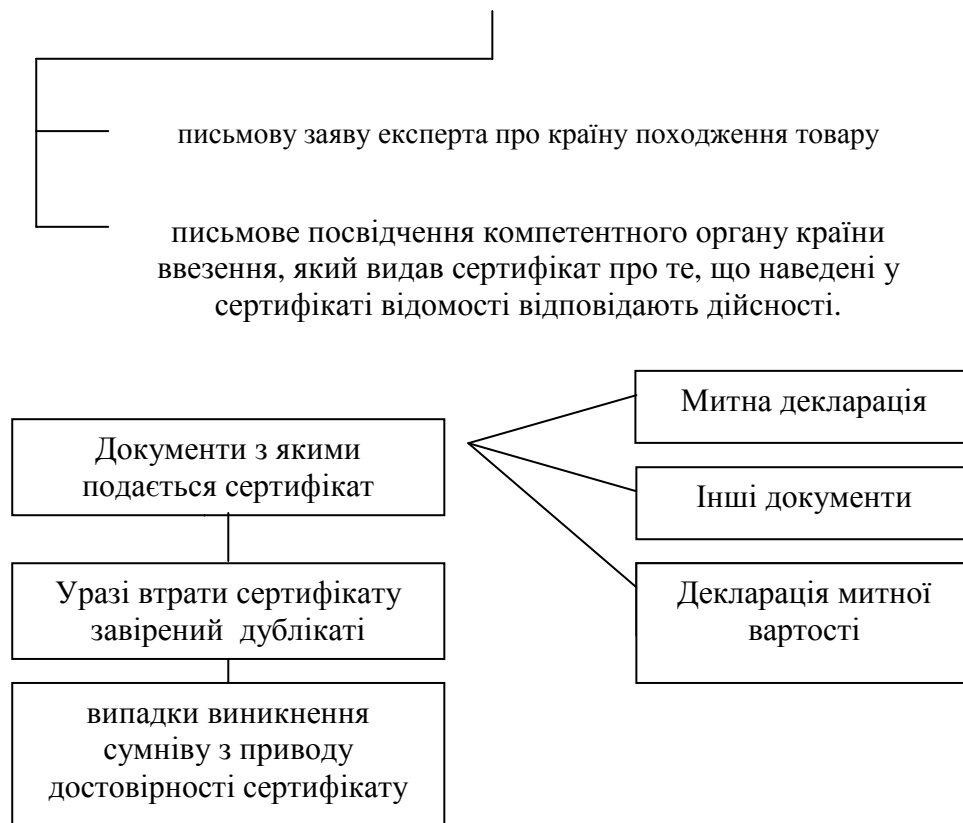 письмову заяву експерта про країну походження товару
письмове посвідчення компетентного органу країни
ввезення, який видав сертифікат про те, що наведені у
сертифікаті відомості відповідають дійсності.
Документи з якими
подається сертифікат
Уразі втрати сертифікату
завірений дублікаті
випадки виникнення
сумніву з приводу
достовірності сертифікату
Митна декларація
Інші документи
Декларація митної
вартості